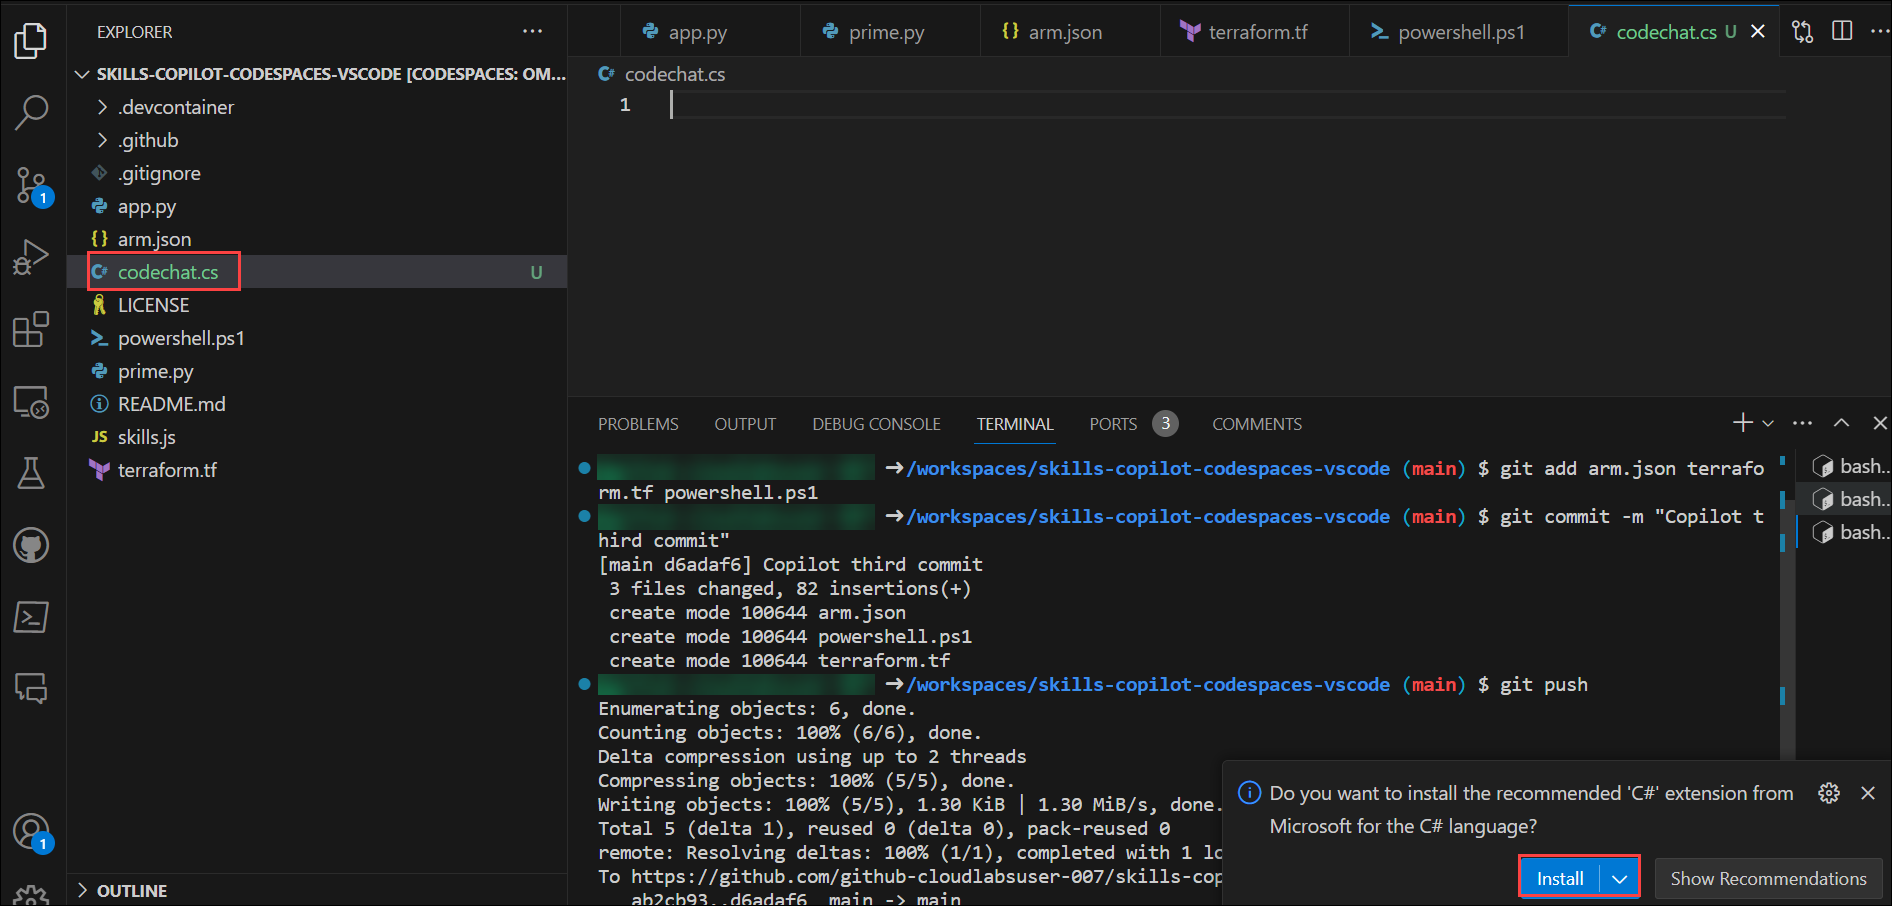 EXPLORER
SKILLS-COPILOT-CODESPACES-VSCODE [CODESPACES: OM...
.devcontainer
.github
.gitignore
app.py
arm.json
codechat.cs U
LICENSE
powershell.ps1
prime.py
README.md
skills.js
terraform.tf
OUTLINE
1
1
app.py
prime.py
arm.json
terraform.tf
powershell.ps1
codechat.cs U
codechat.cs
1
PROBLEMS OUTPUT DEBUG CONSOLE TERMINAL PORTS 3 COMMENTS
/workspaces/skills-copilot-codespaces-vscode (main) $ git add arm.json terrafo
rm.tf powershell.ps1
/workspaces/skills-copilot-codespaces-vscode (main) $ git commit -m "Copilot t
hird commit"
[main d6adaf6] Copilot third commit
3 files changed, 82 insertions(+)
create mode 100644 arm.json
create mode 100644 powershell.ps1
create mode 100644 terraform.tf
/workspaces/skills-copilot-codespaces-vscode (main) $ git push
Enumerating objects: 6, done.
Counting objects: 100% (6/6), done.
Delta compression using up to 2 threads
Compressing objects: 100% (5/5), done.
Writing objects: 100% (5/5), 1.30 KiB | 1.30 MiB/s, done.
Total 5 (delta 1), reused 0 (delta 0), pack-reused 0
remote: Resolving deltas: 100% (1/1), completed with 1 lo
To https://github.com/github-cloudlabsuser-007/skills-cop
ab2cb93..d6adaf6 main -> main
bash...
bash...
bash...
Do you want to install the recommended 'C#' extension from
Microsoft for the C# language?
Install
Show Recommendations